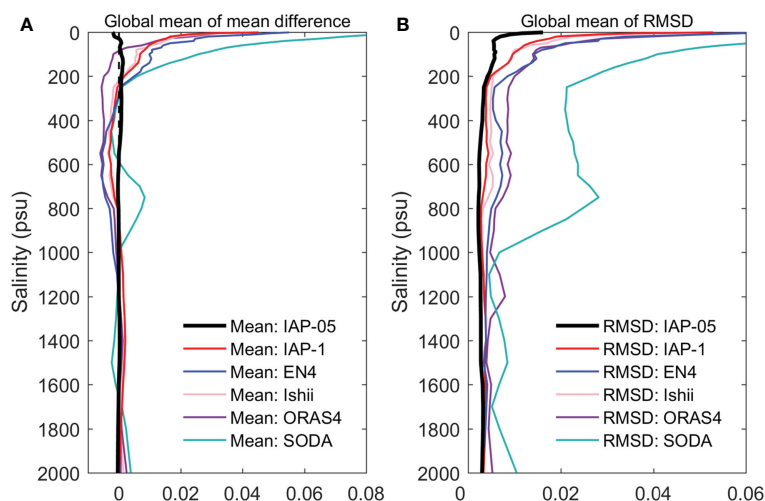 A
Global mean of mean difference
0
200
400
600
800
1000
1200
1400
1600
1800
2000
Salinity (psu)
Mean: IAP-05
Mean: IAP-1
Mean: EN4
Mean: Ishii
Mean: ORAS4
Mean: SODA
0
0.02
0.04
0.06
0.08
B
Global mean of RMSD
0
200
400
600
800
1000
1200
1400
1600
1800
2000
Salinity (psu)
RMSD: IAP-05
RMSD: IAP-1
RMSD: EN4
RMSD: Ishii
RMSD: ORAS4
RMSD: SODA
0
0.02
0.04
0.06